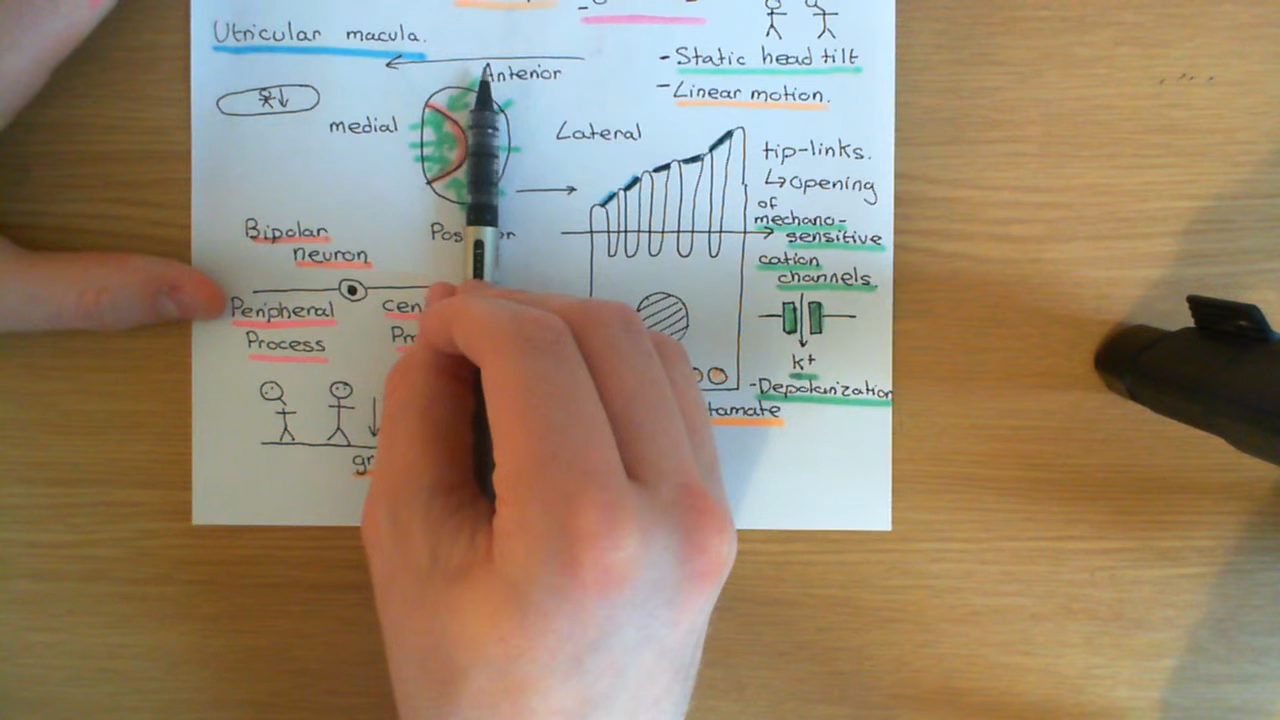 Utricular macula.
Anterior
medial
Lateral
- Static head tilt
- Linear motion.
tip-links.
↳opening
of
mechano-
sensitive
cation
channels.
K+
-Depolarization
Bipolar
neuron
Peripheral
Process